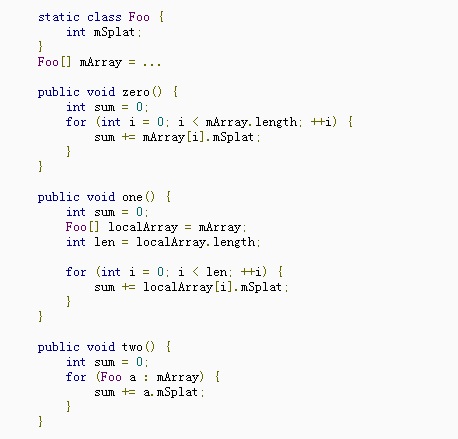 static class Foo {
    int mSplat;
}
Foo[] mArray = ...
public void zero() {
    int sum = 0;
    for (int i = 0; i < mArray.length; ++i) {
        sum += mArray[i].mSplat;
    }
}
public void one() {
    int sum = 0;
    Foo[] localArray = mArray;
    int len = localArray.length;
    for (int i = 0; i < len; ++i) {
        sum += localArray[i].mSplat;
    }
}
public void two() {
    int sum = 0;
    for (Foo a : mArray) {
        sum += a.mSplat;
    }
}